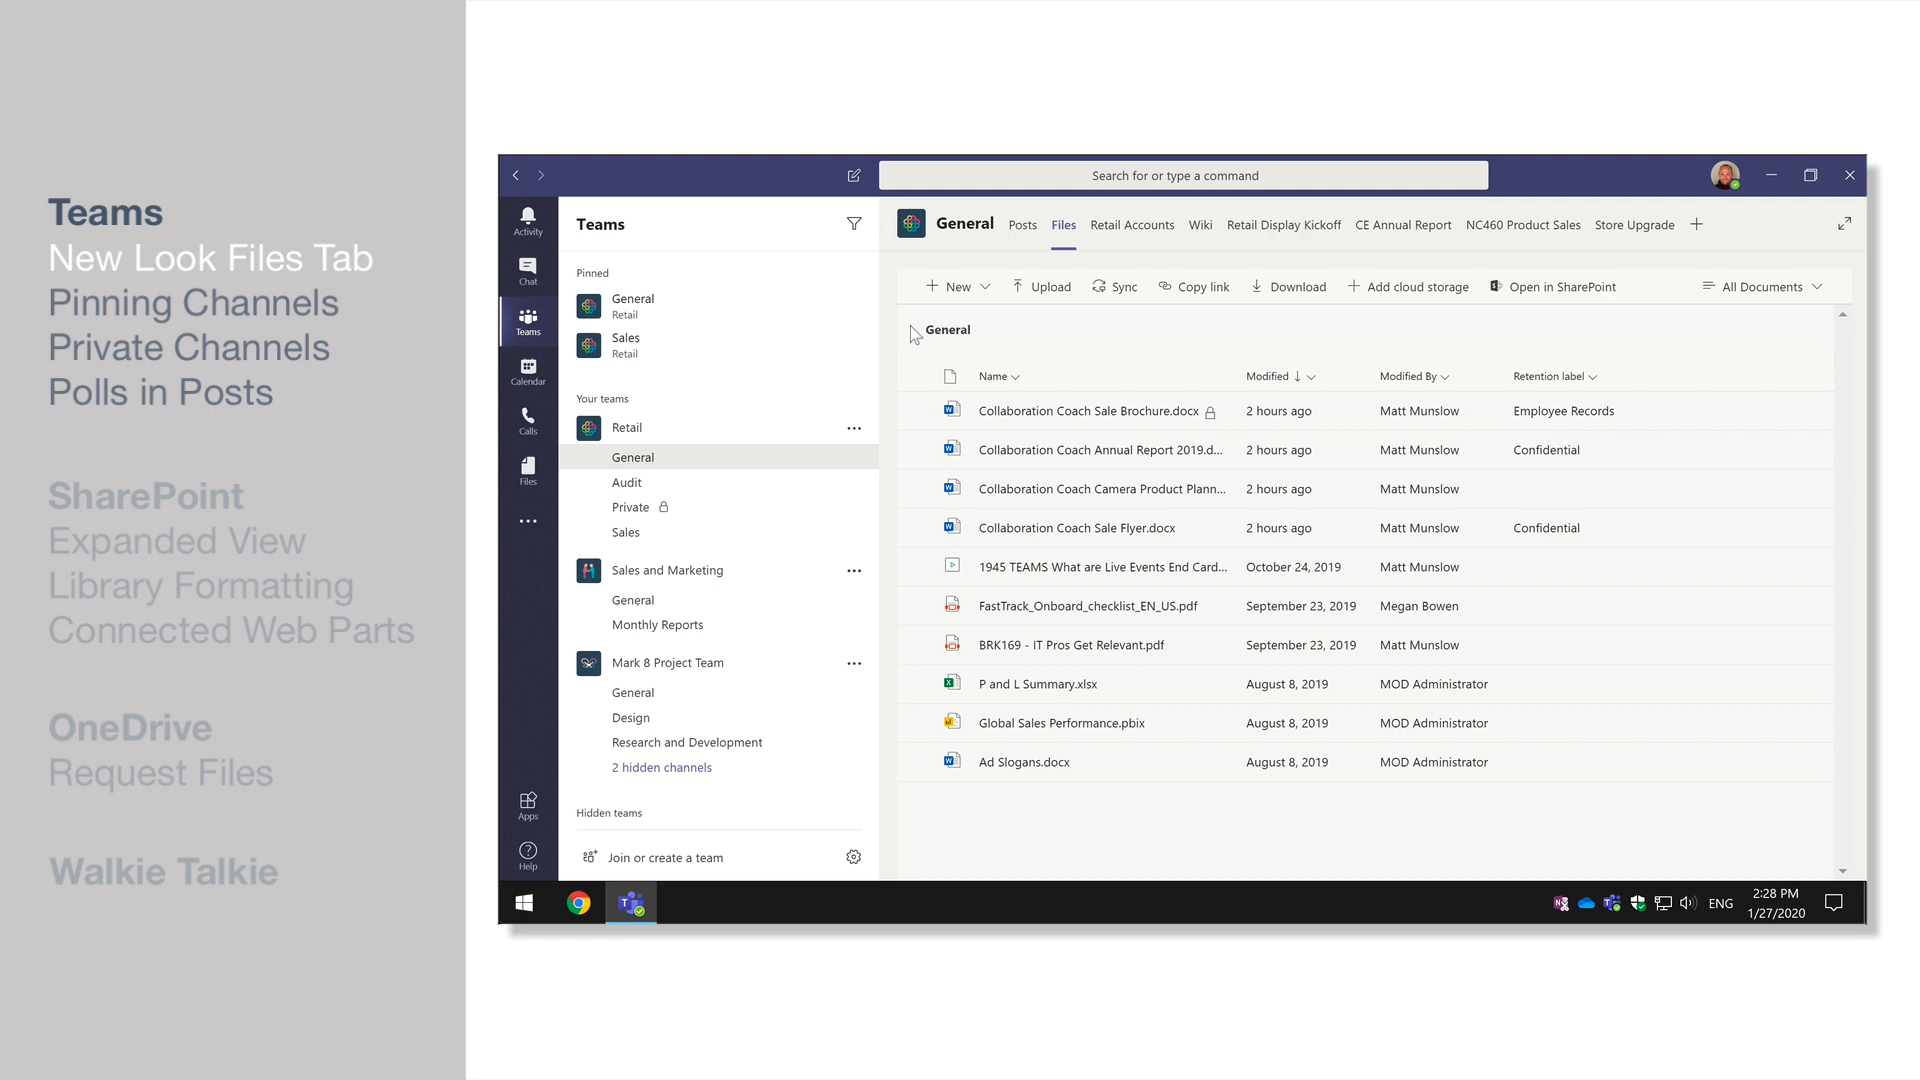 Teams
New Look Files Tab
Pinning Channels
Private Channels
Polls in Posts
SharePoint
Expanded View
Library Formatting
Connected Web Parts
OneDrive
Request Files
Walkie Talkie
Search for or type a command
Activity
Chat
Teams
Calendar
Calls
Files
Apps
Help
Teams
Pinned
General
Retail
Sales
Retail
Your teams
Retail
General
Audit
Private
Sales
Sales and Marketing
General
Monthly Reports
Mark 8 Project Team
General
Design
Research and Development
2 hidden channels
Hidden teams
Join or create a team
General Posts Files Retail Accounts Wiki Retail Display Kickoff CE Annual Report NC460 Product Sales Store Upgrade
New Upload Sync Copy link Download Add cloud storage Open in SharePoint All Documents
General
Name Modified Modified By Retention label
Collaboration Coach Sale Brochure.docx 2 hours ago Matt Munslow Employee Records
Collaboration Coach Annual Report 2019.d... 2 hours ago Matt Munslow Confidential
Collaboration Coach Camera Product Plann... 2 hours ago Matt Munslow
Collaboration Coach Sale Flyer.docx 2 hours ago Matt Munslow Confidential
1945 TEAMS What are Live Events End Card... October 24, 2019 Matt Munslow
FastTrack_Onboard_checklist_EN_US.pdf September 23, 2019 Megan Bowen
BRK169 - IT Pros Get Relevant.pdf September 23, 2019 Matt Munslow
P and L Summary.xlsx August 8, 2019 MOD Administrator
Global Sales Performance.pbix August 8, 2019 MOD Administrator
Ad Slogans.docx August 8, 2019 MOD Administrator
ENG
2:28 PM
1/27/2020